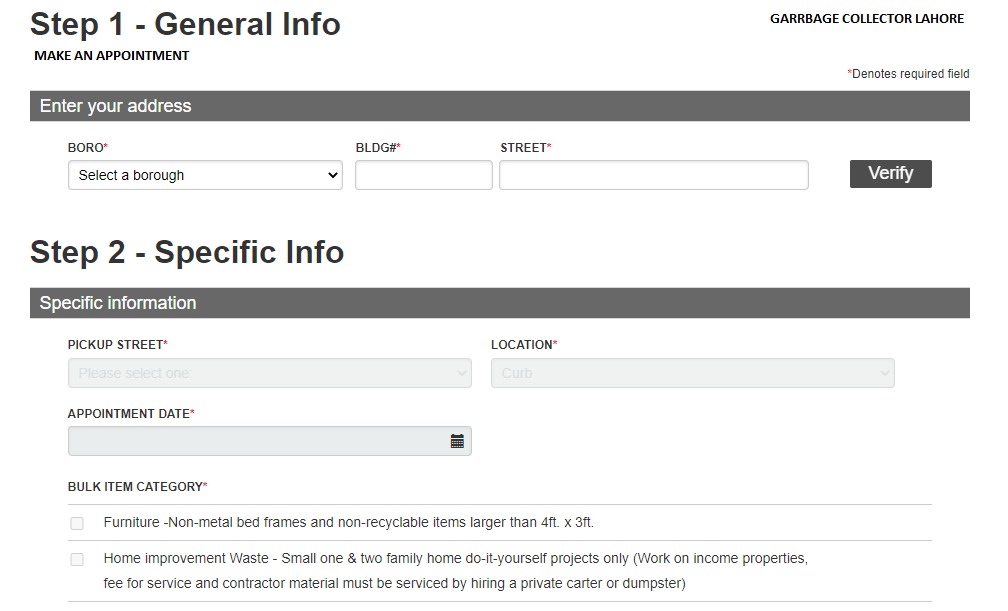 Step 1 - General Info
GARRBAGE COLLECTOR LAHORE
MAKE AN APPOINTMENT
*Denotes required field
Enter your address
BORO* BLDG#* STREET*
Select a borough
Verify
Step 2 - Specific Info
Specific information
PICKUP STREET* LOCATION*
Please select one: Curb
APPOINTMENT DATE*
BULK ITEM CATEGORY*
Furniture -Non-metal bed frames and non-recyclable items larger than 4ft. x 3ft.
Home improvement Waste - Small one & two family home do-it-yourself projects only (Work on income properties,
fee for service and contractor material must be serviced by hiring a private carter or dumpster)